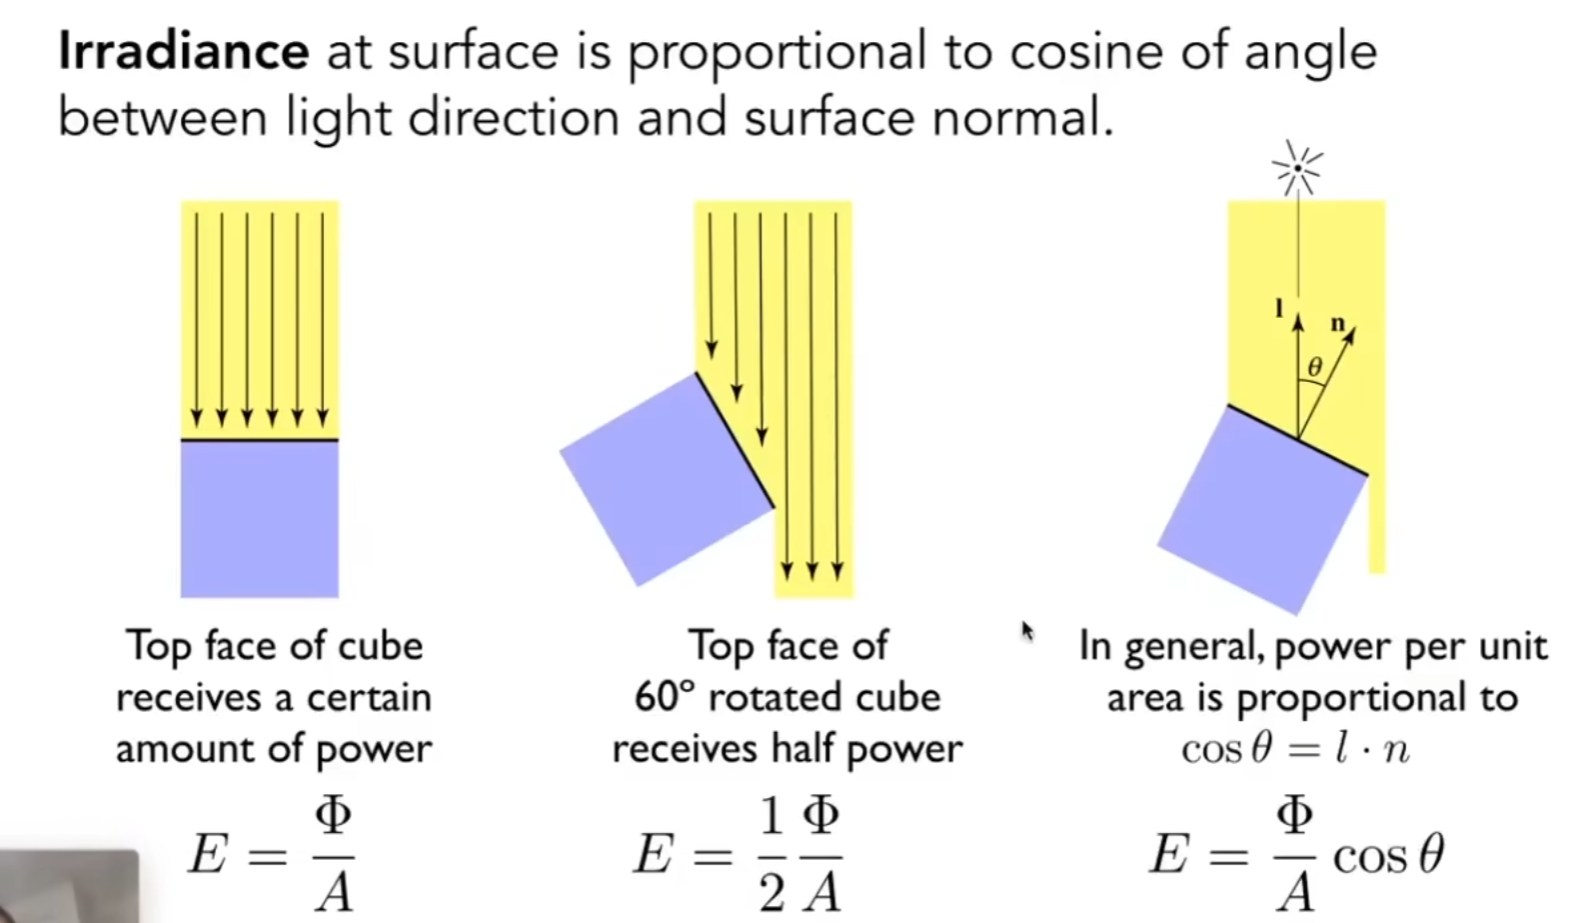 Irradiance at surface is proportional to cosine of angle
between light direction and surface normal.
l
n
θ
Top face of cube
receives a certain
amount of power
E = Φ/A
Top face of
60º rotated cube
receives half power
E = 1/2 Φ/A
In general, power per unit
area is proportional to
cos θ = l · n
E = Φ/A cos θ